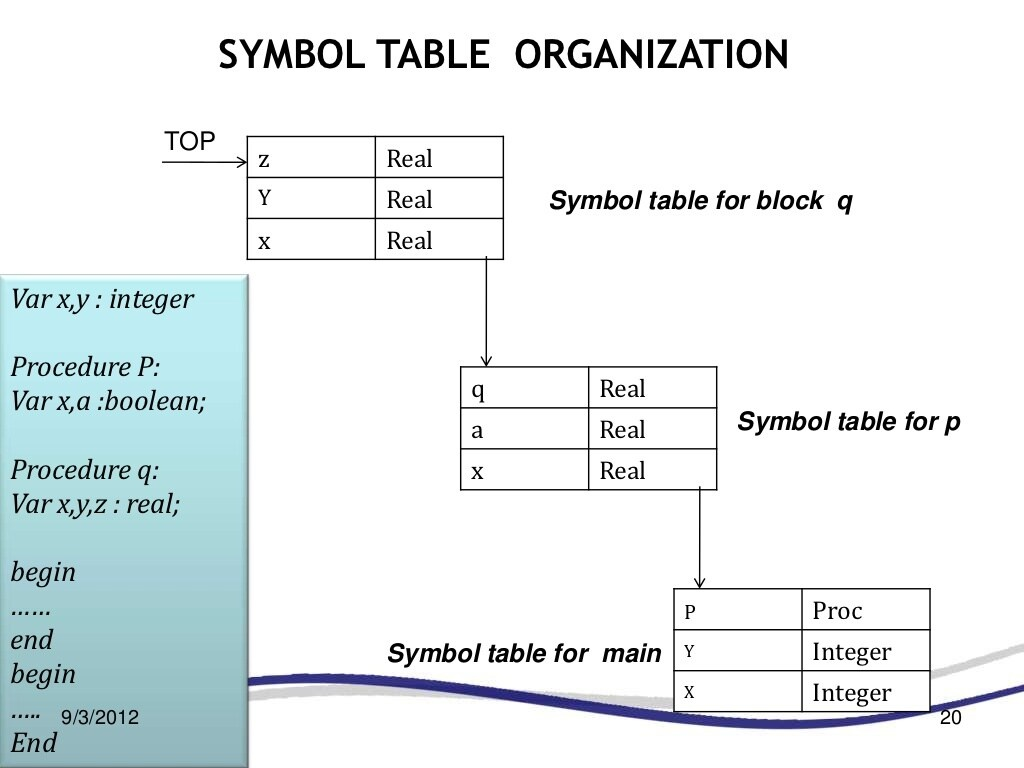 SYMBOL TABLE ORGANIZATION
TOP
z Real
Y Real
x Real
Symbol table for block q
Var x,y : integer
Procedure P:
Var x,a :boolean;
Procedure q:
Var x,y,z : real;
begin
……
end
begin
…..
End
q Real
a Real
x Real
Symbol table for p
Symbol table for main
P Proc
Y Integer
X Integer
9/3/2012
20